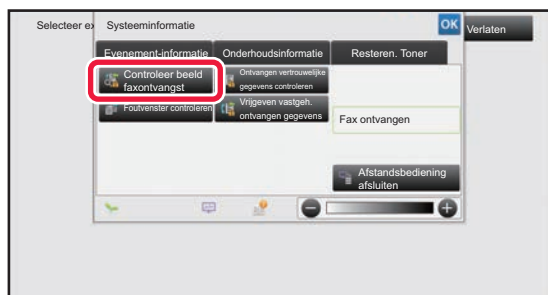 Selecteer ex
Systeeminformatie
OK
Verlaten
Evenement-informatie
Onderhoudsinformatie
Resteren. Toner
Controleer beeld
faxontvangst
Ontvangen vertrouwelijke
gegevens controleren
Foutvenster controleren
Vrijgeven vastgeh.
ontvangen gegevens
Fax ontvangen
Afstandsbediening
afsluiten